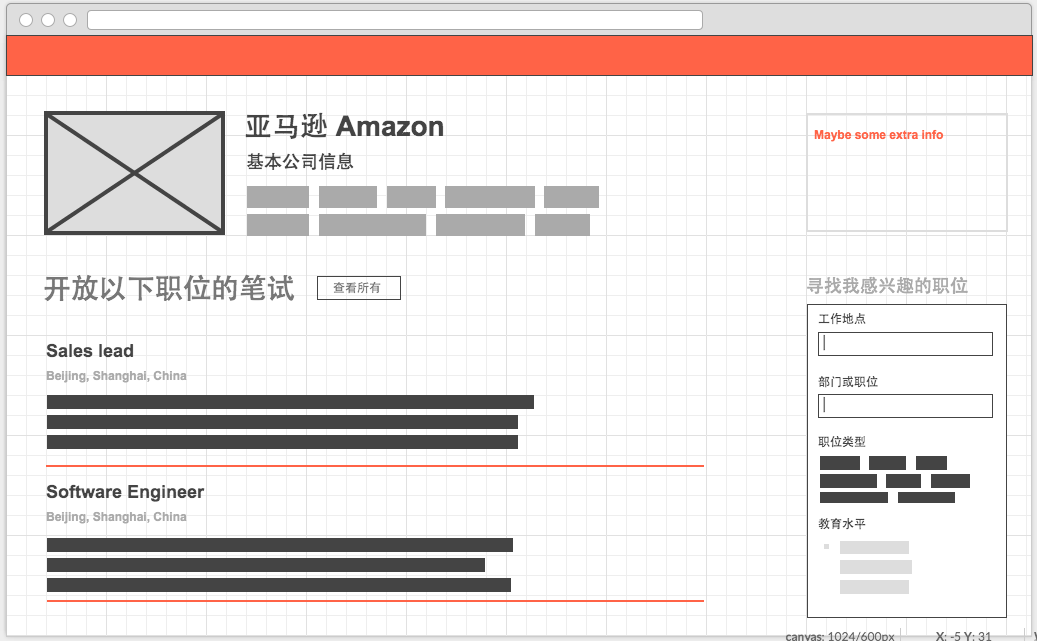 亚马逊 Amazon
基本公司信息
Maybe some extra info
开放以下职位的笔试
查看所有
Sales lead
Beijing, Shanghai, China
Software Engineer
Beijing, Shanghai, China
寻找我感兴趣的职位
工作地点
部门或职位
职位类型
教育水平
canvas: 1024/600px
X: -5 Y: 31